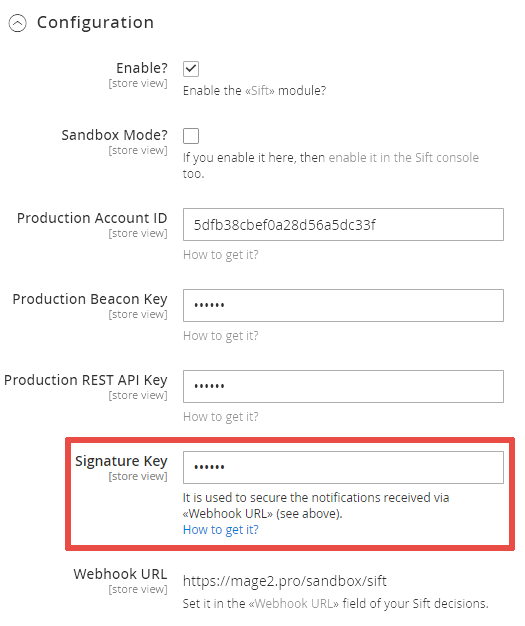 Configuration
Enable?
[store view]
Enable the «Sift» module?
Sandbox Mode?
[store view]
If you enable it here, then enable it in the Sift console
too.
Production Account ID
[store view]
5dfb38cbef0a28d56a5dc33f
How to get it?
Production Beacon Key
[store view]
••••••
How to get it?
Production REST API Key
[store view]
••••••
How to get it?
Signature Key
[store view]
••••••
It is used to secure the notifications received via
«Webhook URL» (see above).
How to get it?
Webhook URL
[store view]
https://mage2.pro/sandbox/sift
Set it in the «Webhook URL» field of your Sift decisions.